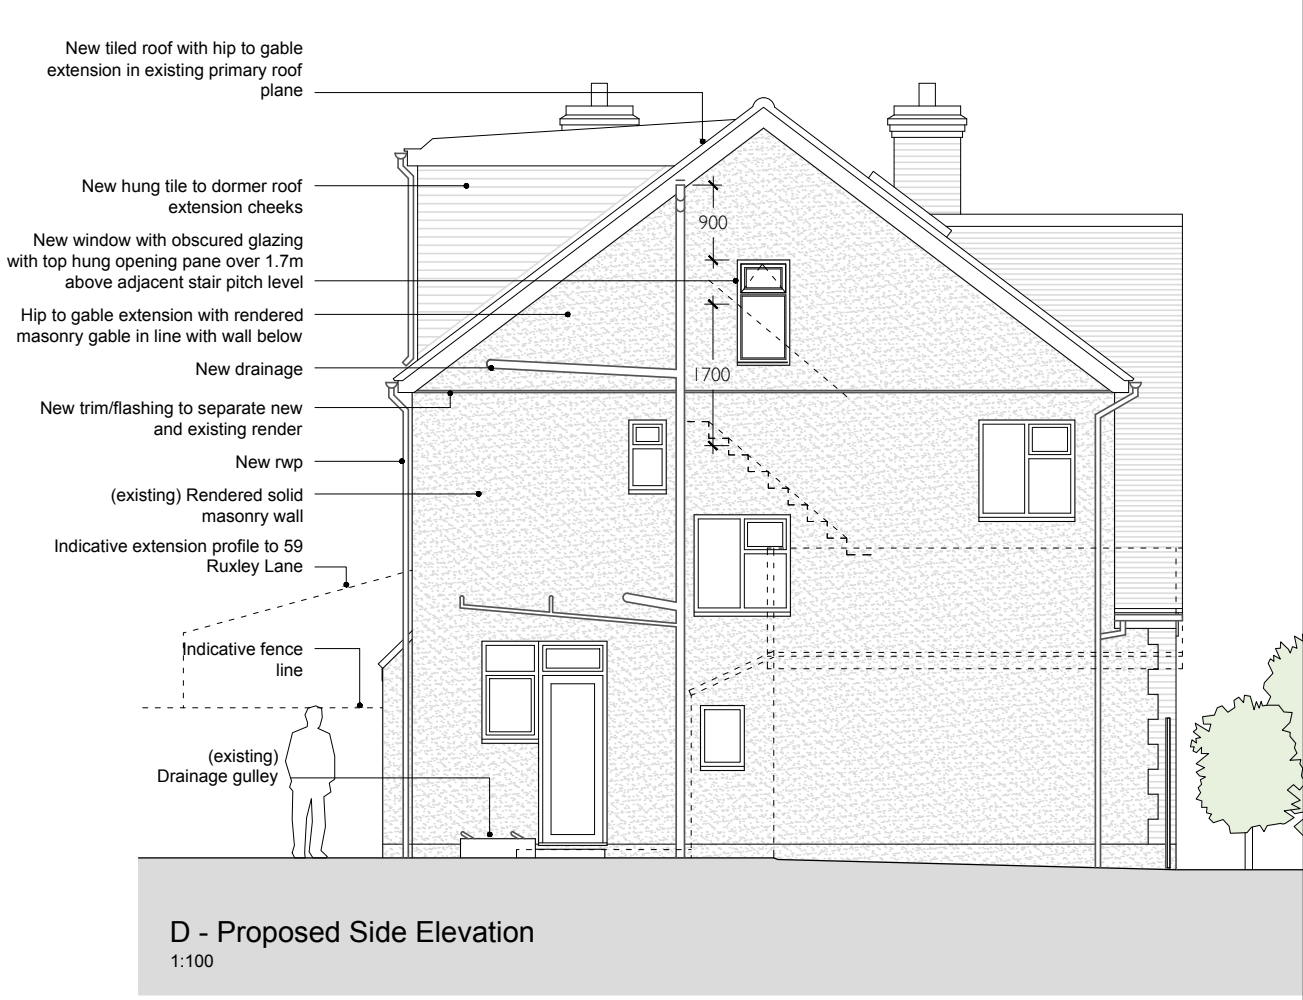 New tiled roof with hip to gable
extension in existing primary roof
plane
New hung tile to dormer roof
extension cheeks
New window with obscured glazing
with top hung opening pane over 1.7m
above adjacent stair pitch level
Hip to gable extension with rendered
masonry gable in line with wall below
New drainage
New trim/flashing to separate new
and existing render
New rwp
(existing) Rendered solid
masonry wall
Indicative extension profile to 59
Ruxley Lane
Indicative fence
line
(existing)
Drainage gulley
900
1700
D - Proposed Side Elevation
1:100